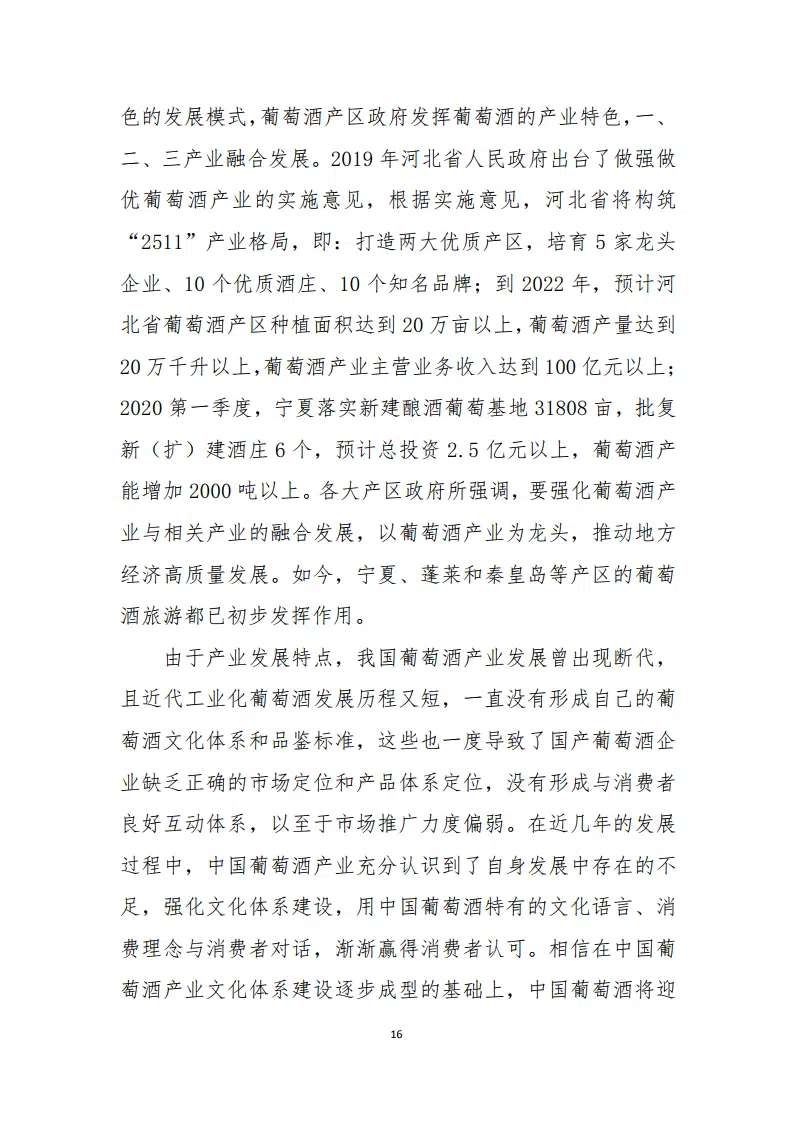 色的发展模式，葡萄酒产区政府发挥葡萄酒的产业特色，一、
二、三产业融合发展。2019 年河北省人民政府出台了做强做
优葡萄酒产业的实施意见，根据实施意见，河北省将构筑
“2511”产业格局，即：打造两大优质产区，培育 5 家龙头
企业、10 个优质酒庄、10 个知名品牌；到 2022 年，预计河
北省葡萄酒产区种植面积达到 20 万亩以上，葡萄酒产量达到
20 万千升以上，葡萄酒产业主营业务收入达到 100 亿元以上；
2020 第一季度，宁夏落实新建酿酒葡萄基地 31808 亩，批复
新（扩）建酒庄 6 个，预计总投资 2.5 亿元以上，葡萄酒产
能增加 2000 吨以上。各大产区政府所强调，要强化葡萄酒产
业与相关产业的融合发展，以葡萄酒产业为龙头，推动地方
经济高质量发展。如今，宁夏、蓬莱和秦皇岛等产区的葡萄
酒旅游都已初步发挥作用。
由于产业发展特点，我国葡萄酒产业发展曾出现断代，
且近代工业化葡萄酒发展历程又短，一直没有形成自己的葡
萄酒文化体系和品鉴标准，这些也一度导致了国产葡萄酒企
业缺乏正确的市场定位和产品体系定位，没有形成与消费者
良好互动体系，以至于市场推广力度偏弱。在近几年的发展
过程中，中国葡萄酒产业充分认识到了自身发展中存在的不
足，强化文化体系建设，用中国葡萄酒特有的文化语言、消
费理念与消费者对话，渐渐赢得消费者认可。相信在中国葡
萄酒产业文化体系建设逐步成型的基础上，中国葡萄酒将迎
16